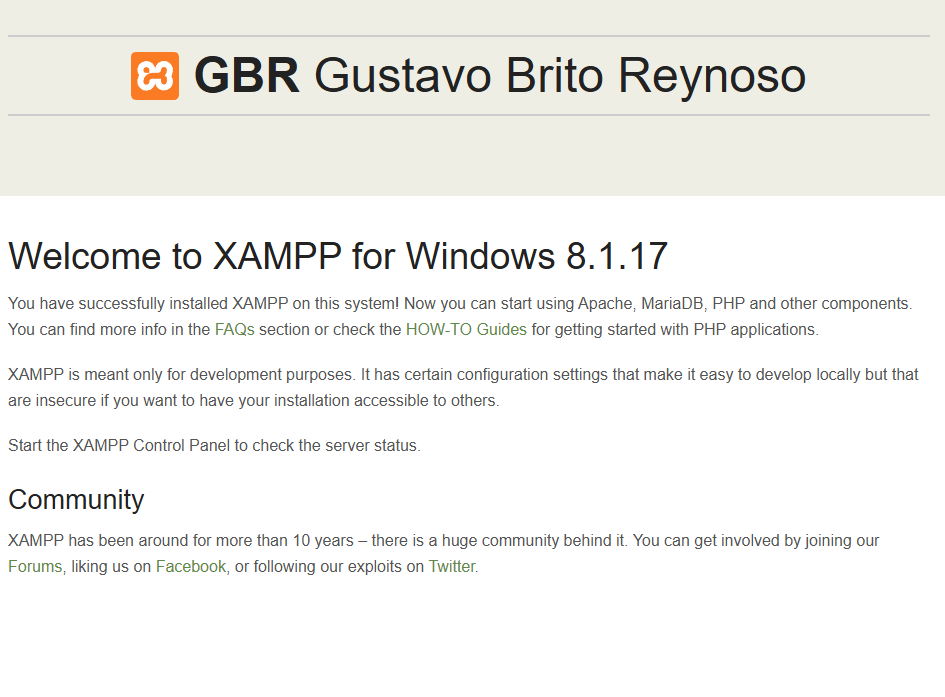 GBR Gustavo Brito Reynoso
Welcome to XAMPP for Windows 8.1.17
You have successfully installed XAMPP on this system! Now you can start using Apache, MariaDB, PHP and other components.
You can find more info in the FAQs section or check the HOW-TO Guides for getting started with PHP applications.
XAMPP is meant only for development purposes. It has certain configuration settings that make it easy to develop locally but that
are insecure if you want to have your installation accessible to others.
Start the XAMPP Control Panel to check the server status.
Community
XAMPP has been around for more than 10 years – there is a huge community behind it. You can get involved by joining our
Forums, liking us on Facebook, or following our exploits on Twitter.